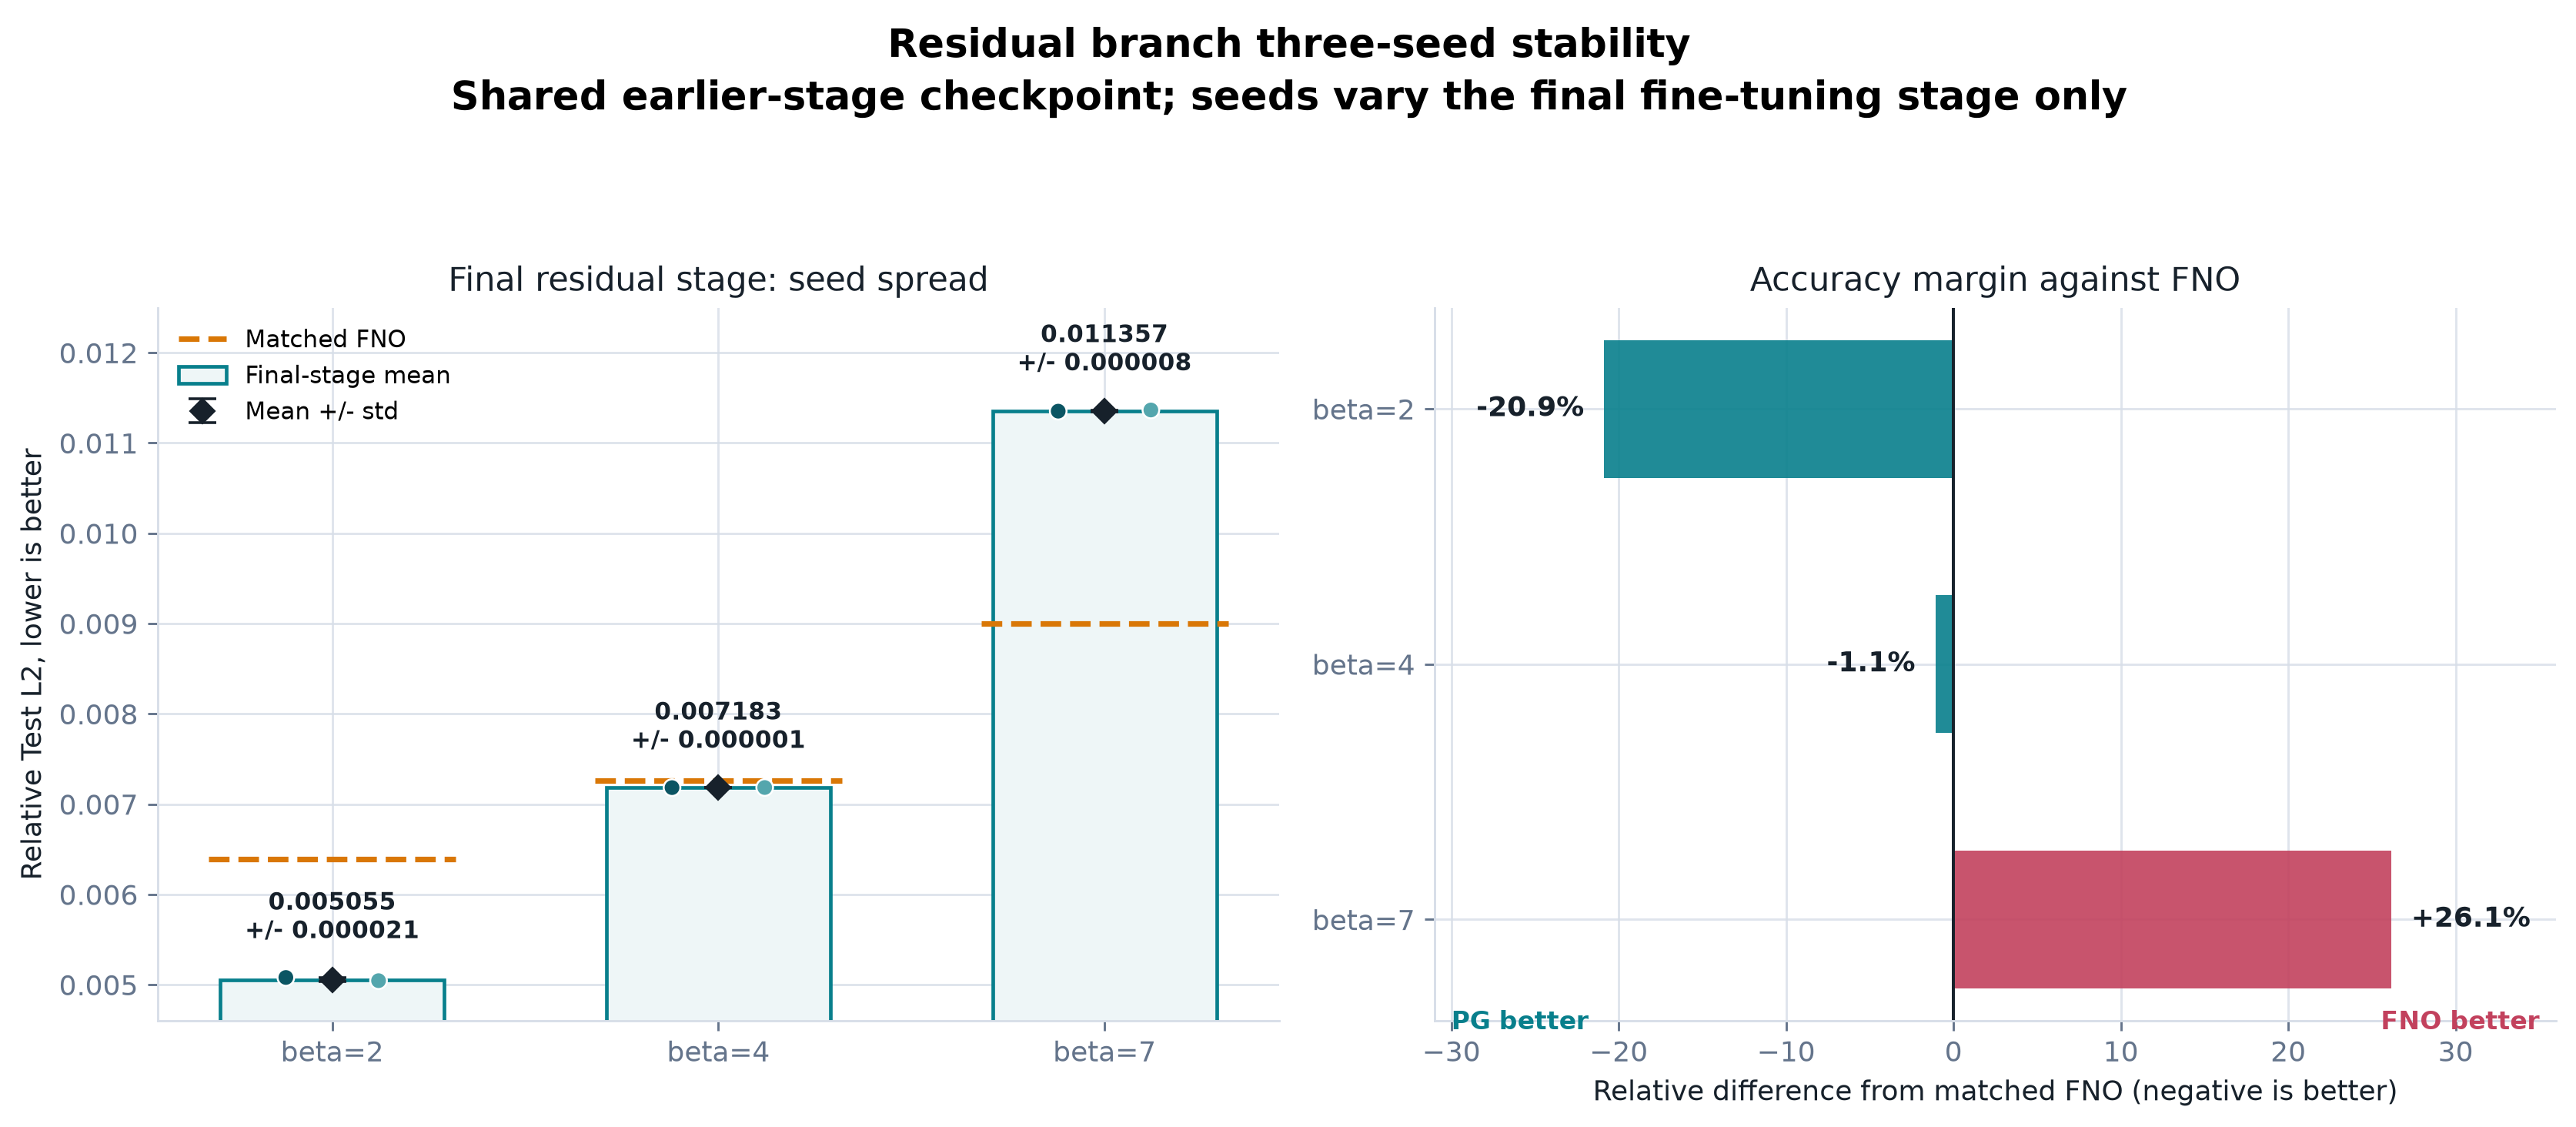 Residual branch three-seed stability
Shared earlier-stage checkpoint; seeds vary the final fine-tuning stage only
Final residual stage: seed spread
Matched FNO
Final-stage mean
Mean +/- std
Relative Test L2, lower is better
0.012
0.011
0.010
0.009
0.008
0.007
0.006
0.005
0.005055
+/- 0.000021
0.007183
+/- 0.000001
0.011357
+/- 0.000008
beta=2
beta=4
beta=7
Accuracy margin against FNO
beta=2
beta=4
beta=7
-20.9%
-1.1%
+26.1%
PG better
FNO better
−30
−20
−10
0
10
20
30
Relative difference from matched FNO (negative is better)